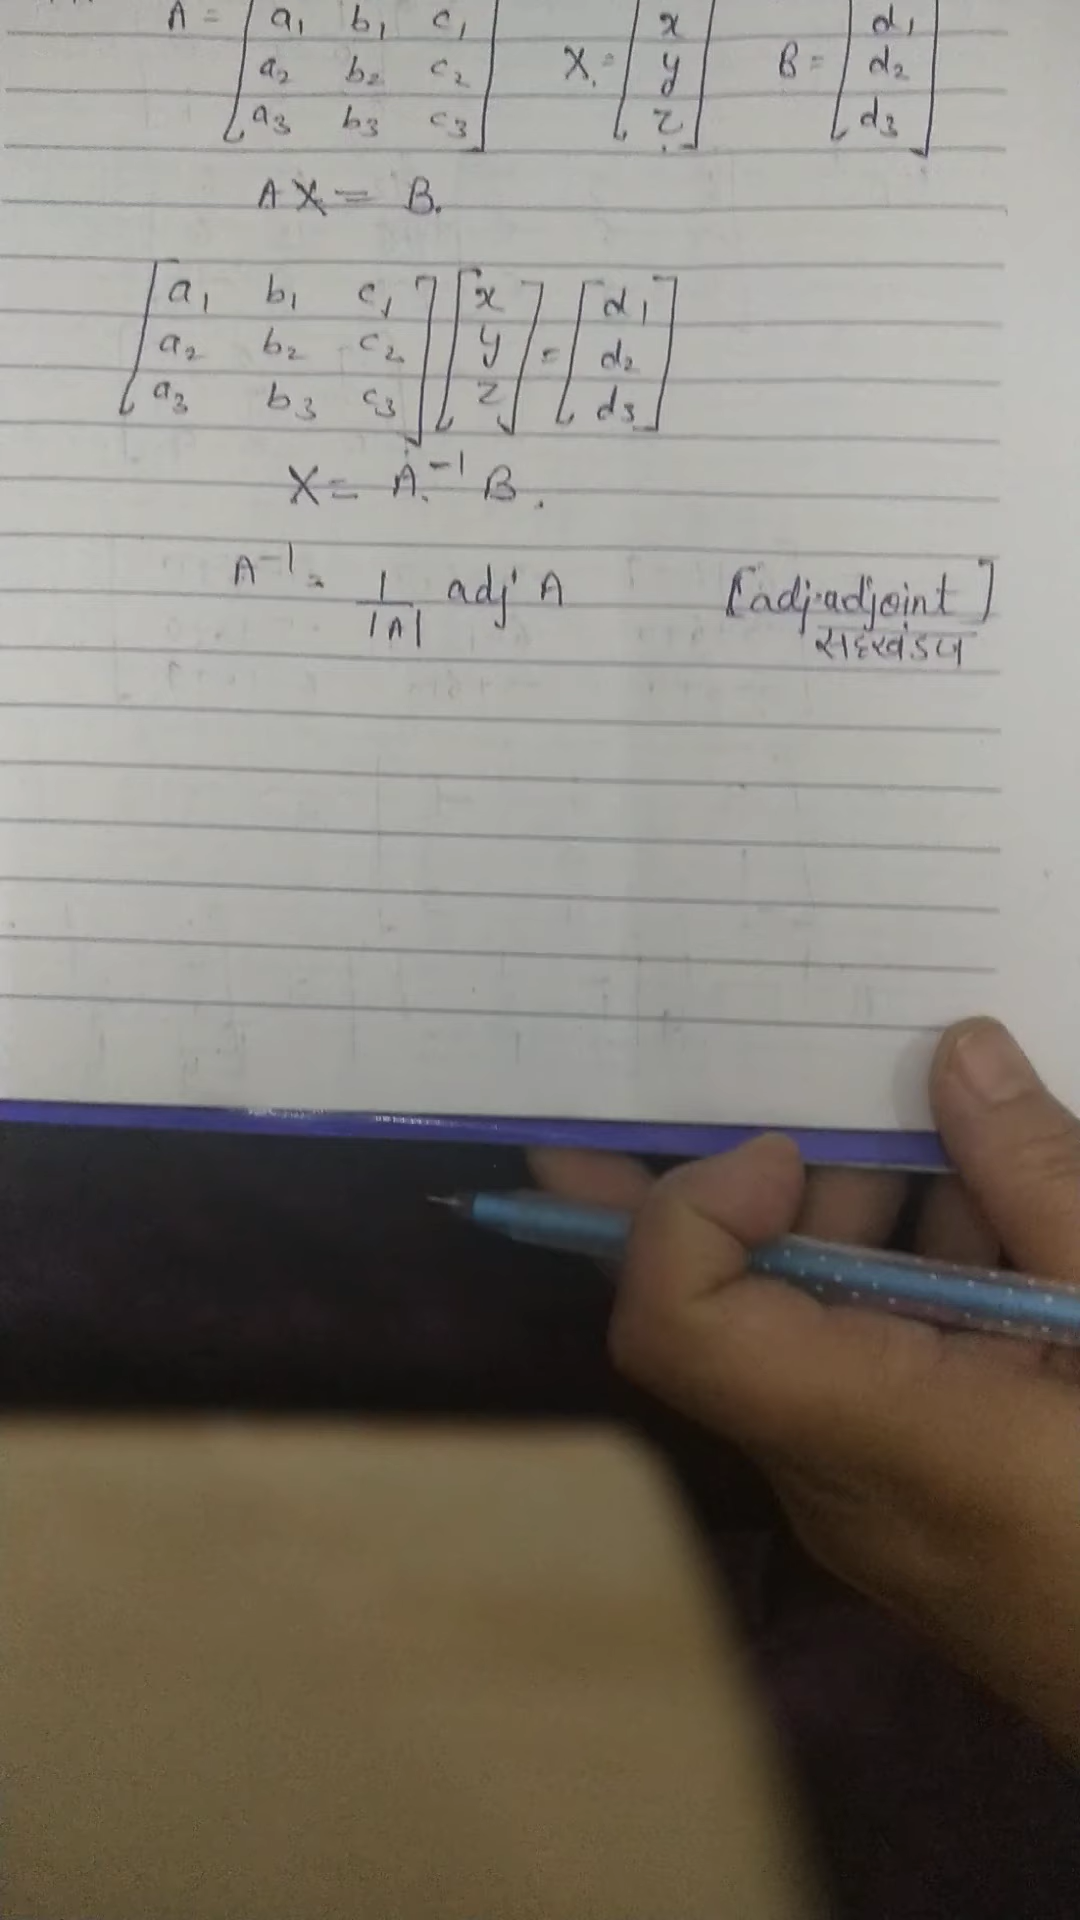 A = [ a₁ b₁ c₁ ] X = [ x ] B = [ d₁ ]
[ a₂ b₂ c₂ ] [ y ] [ d₂ ]
[ a₃ b₃ c₃ ] [ z ] [ d₃ ]
AX = B.
[ a₁ b₁ c₁ ] [ x ] = [ d₁ ]
[ a₂ b₂ c₂ ] [ y ] [ d₂ ]
[ a₃ b₃ c₃ ] [ z ] [ d₃ ]
X = A⁻¹ B.
A⁻¹ = 1/|A| adj A [adj·adjoint]
सहखंडज